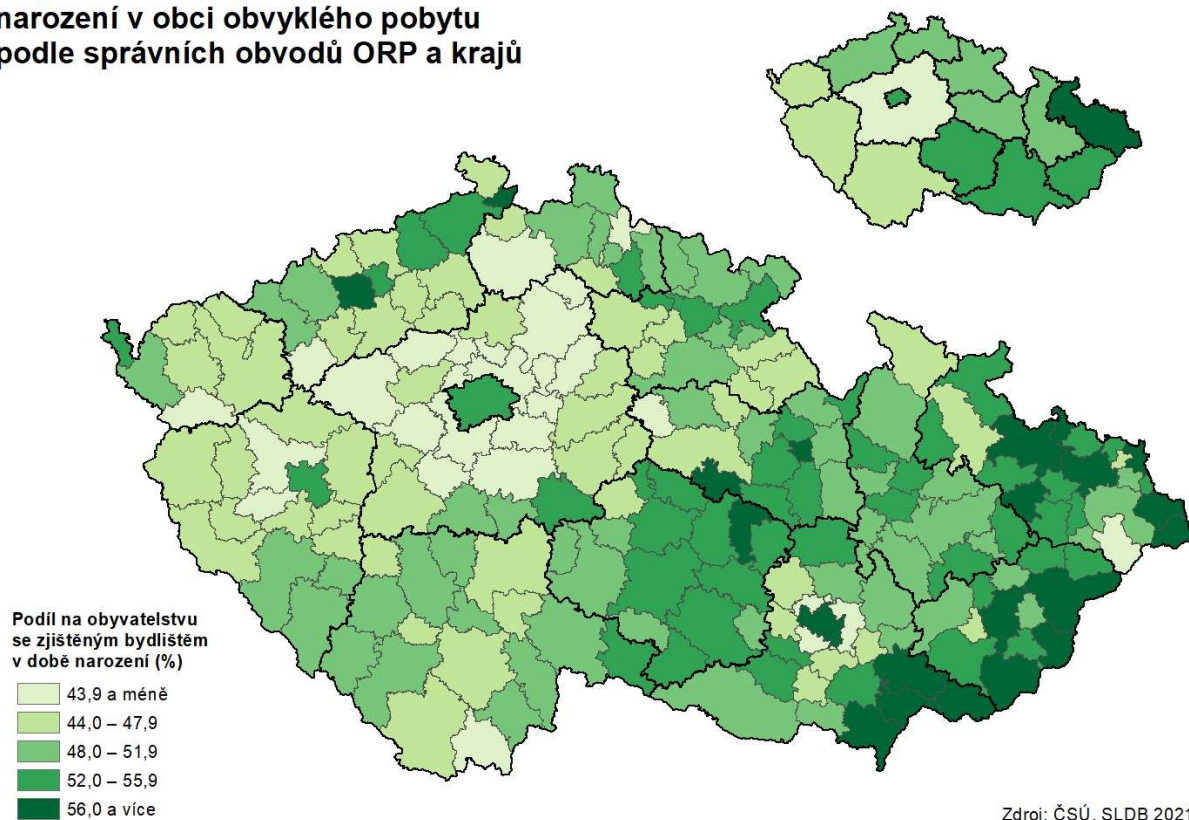 narození v obci obvyklého pobytu
podle správních obvodů ORP a krajů
Podíl na obyvatelstvu
se zjištěným bydlištěm
v době narození (%)
43,9 a méně
44,0 – 47,9
48,0 – 51,9
52,0 – 55,9
56,0 a více
Zdroj: ČSÚ, SLDB 2021